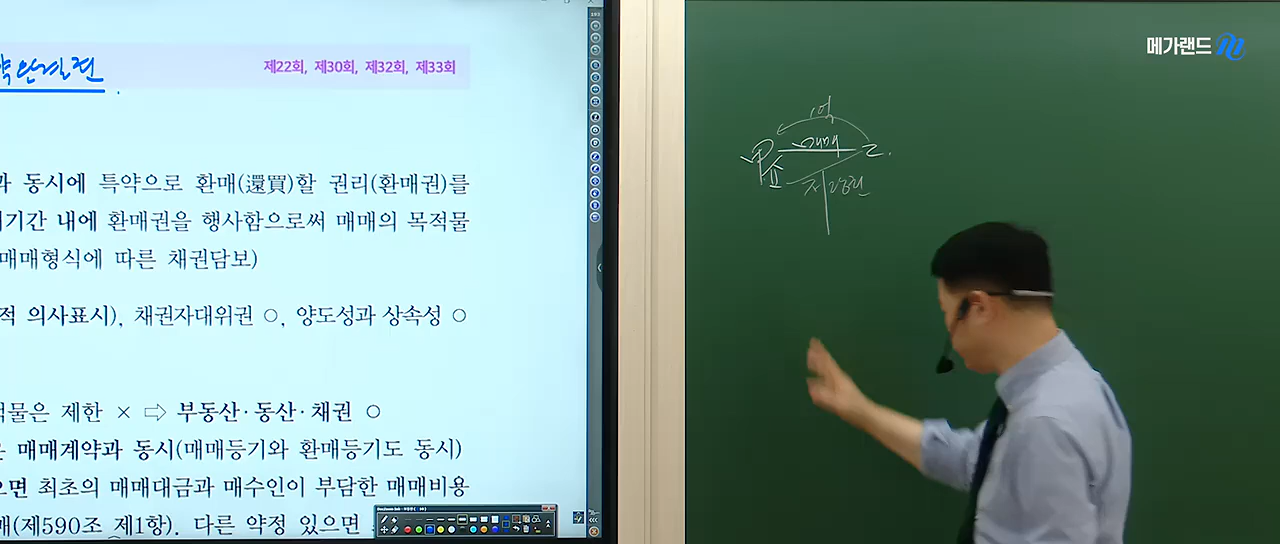 제22회, 제30회, 제32회, 제33회
과 동시에 특약으로 환매(還買)할 권리(환매권)를
기간 내에 환매권을 행사함으로써 매매의 목적물
매매형식에 따른 채권담보)
적 의사표시), 채권자대위권 ○, 양도성과 상속성 ○
적물은 제한 × ⇨ 부동산·동산·채권 ○
은 매매계약과 동시(매매등기와 환매등기도 동시)
으면 최초의 매매대금과 매수인이 부담한 매매비용
매(제590조 제1항). 다른 약정 있으면
메가랜드
1억
매매
甲
乙
저당권